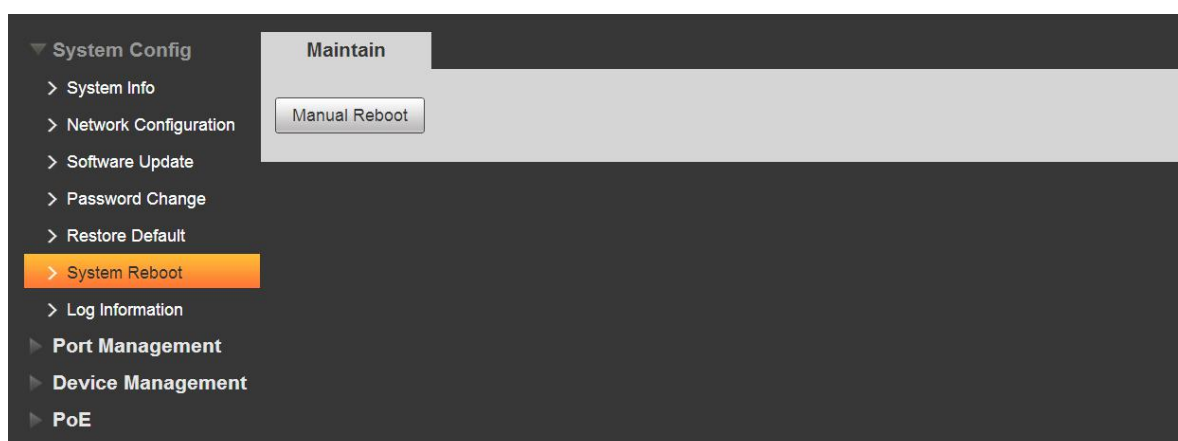 System Config
System Info
Network Configuration
Software Update
Password Change
Restore Default
System Reboot
Log Information
Port Management
Device Management
PoE
Maintain
Manual Reboot